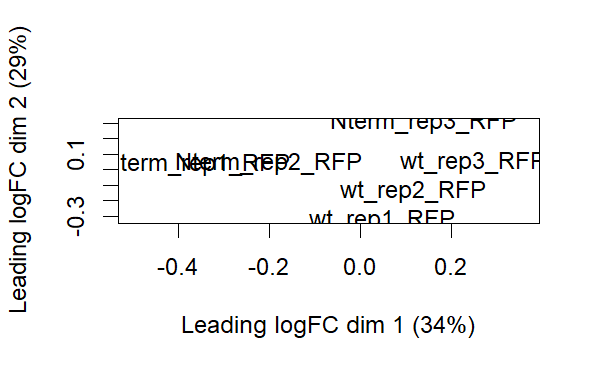 Leading logFC dim 2 (29%)
0.1
-0.3
Nterm_rep3_RFP
term_rep1_RFP
Nterm_rep2_RFP
wt_rep3_RFP
wt_rep2_RFP
wt_rep1_RFP
-0.4
-0.2
0.0
0.2
Leading logFC dim 1 (34%)